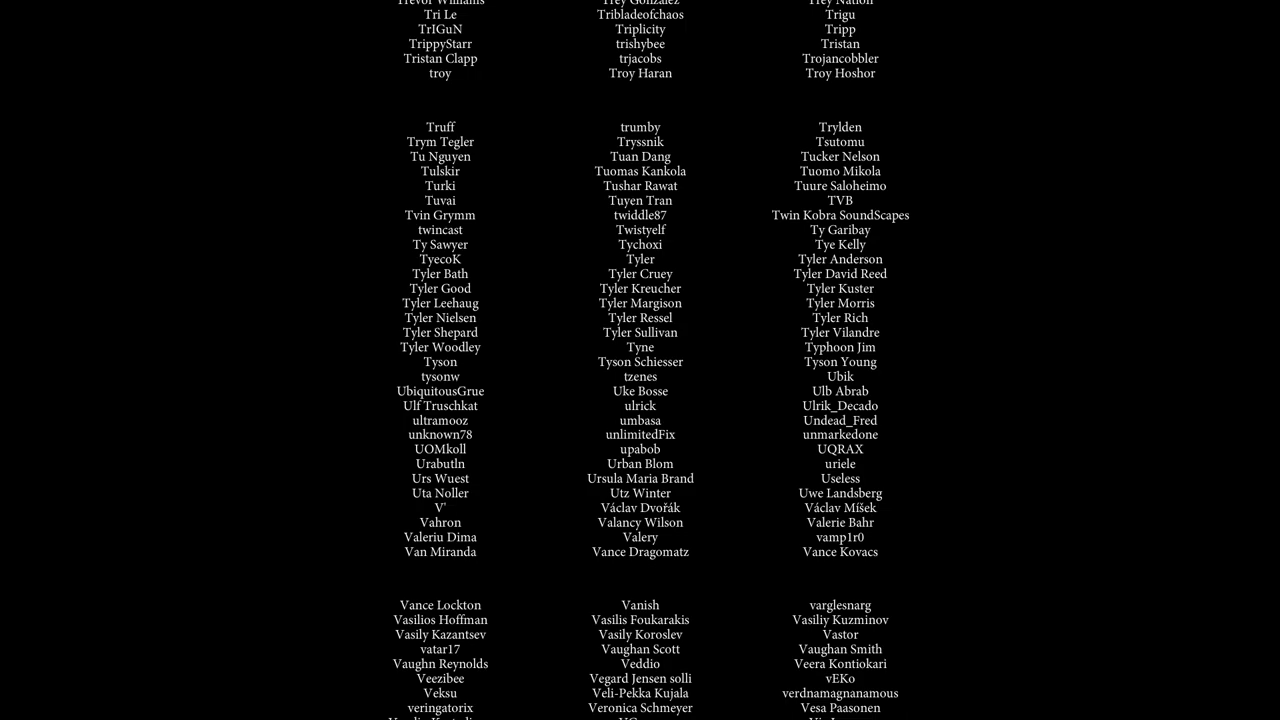 Trevor Williams Trey Gonzalez Trey Nation
Tri Le Tribladeofchaos Trigu
TrIGuN Triplicity Tripp
TrippyStarr trishybee Tristan
Tristan Clapp trjacobs Trojancobbler
troy Troy Haran Troy Hoshor
Truff trumby Trylden
Trym Tegler Tryssnik Tsutomu
Tu Nguyen Tuan Dang Tucker Nelson
Tulskir Tuomas Kankola Tuomo Mikola
Turki Tushar Rawat Tuure Saloheimo
Tuvai Tuyen Tran TVB
Tvin Grymm twiddle87 Twin Kobra SoundScapes
twincast Twistyelf Ty Garibay
Ty Sawyer Tychoxi Tye Kelly
TyecoK Tyler Tyler Anderson
Tyler Bath Tyler Cruey Tyler David Reed
Tyler Good Tyler Kreucher Tyler Kuster
Tyler Leehaug Tyler Margison Tyler Morris
Tyler Nielsen Tyler Ressel Tyler Rich
Tyler Shepard Tyler Sullivan Tyler Vilandre
Tyler Woodley Tyne Typhoon Jim
Tyson Tyson Schiesser Tyson Young
tysonw tzenes Ubik
UbiquitousGrue Uke Bosse Ulb Abrab
Ulf Truschkat ulrick Ulrik_Decado
ultramooz umbasa Undead_Fred
unknown78 unlimitedFix unmarkedone
UOMkoll upabob UQRAX
Urabutln Urban Blom uriele
Urs Wuest Ursula Maria Brand Useless
Uta Noller Utz Winter Uwe Landsberg
V' Václav Dvořák Václav Míšek
Vahron Valancy Wilson Valerie Bahr
Valeriu Dima Valery vamp1r0
Van Miranda Vance Dragomatz Vance Kovacs
Vance Lockton Vanish varglesnarg
Vasilios Hoffman Vasilis Foukarakis Vasiliy Kuzminov
Vasily Kazantsev Vasily Koroslev Vastor
vatar17 Vaughan Scott Vaughan Smith
Vaughn Reynolds Veddio Veera Kontiokari
Veezibee Vegard Jensen solli vEKo
Veksu Veli-Pekka Kujala verdnamagnanamous
veringatorix Veronica Schmeyer Vesa Paasonen